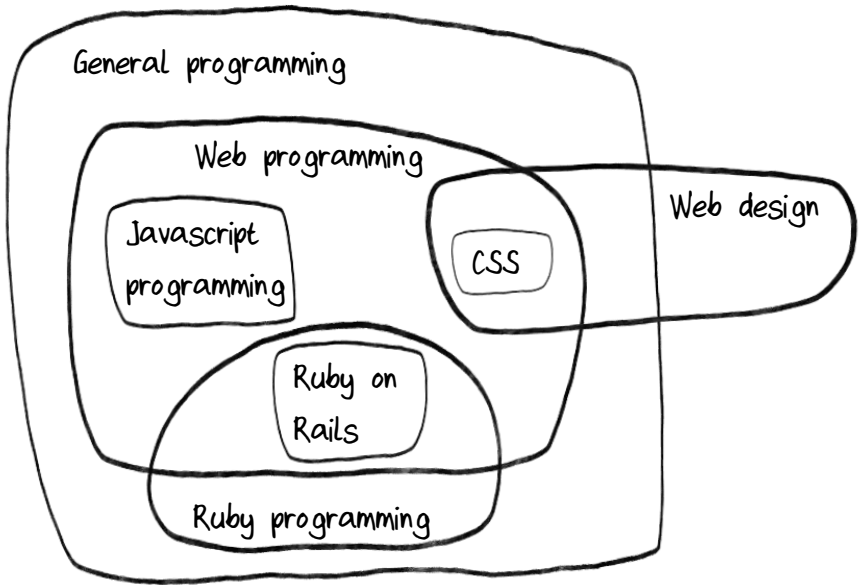 General programming
Web programming
Web design
Javascript
programming
CSS
Ruby on
Rails
Ruby programming